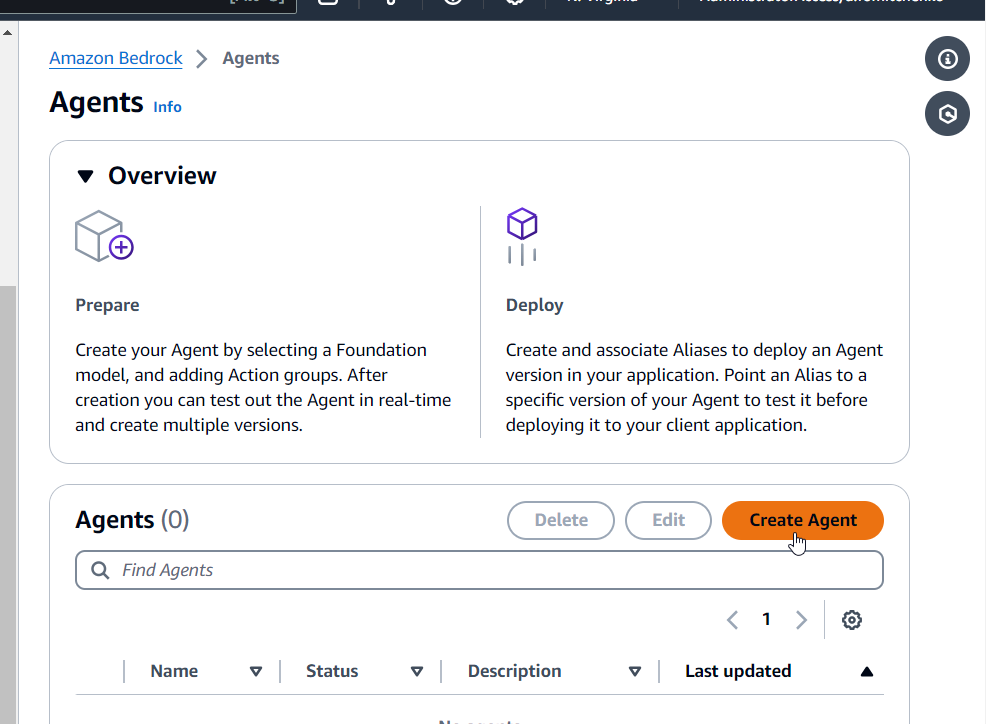 N. Virginia
Amazon Bedrock > Agents
Agents Info
Overview
Prepare
Create your Agent by selecting a Foundation
model, and adding Action groups. After
creation you can test out the Agent in real-time
and create multiple versions.
Deploy
Create and associate Aliases to deploy an Agent
version in your application. Point an Alias to a
specific version of your Agent to test it before
deploying it to your client application.
Agents (0)
Delete
Edit
Create Agent
Find Agents
1
Name
Status
Description
Last updated
No agents